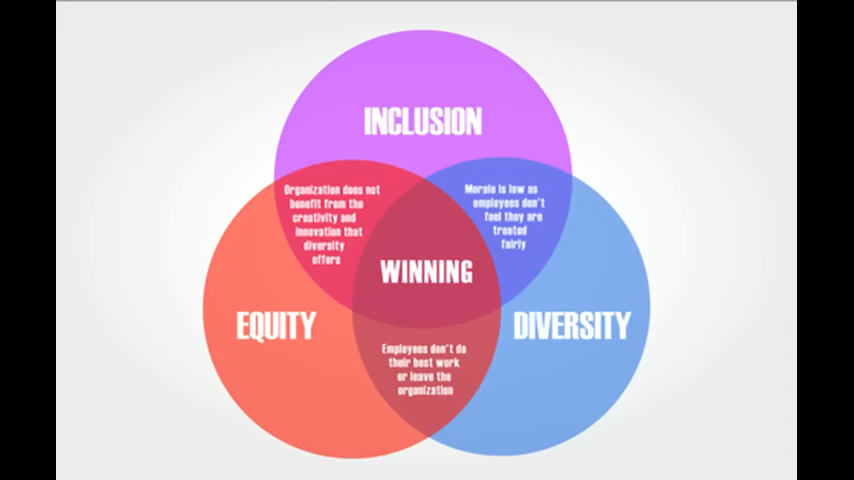 INCLUSION
Organization does not
benefit from the
creativity and
innovation that
diversity
offers
Morale is low as
employees don't
feel they are
treated
fairly
WINNING
EQUITY
DIVERSITY
Employees don't do
their best work
or leave the
organization